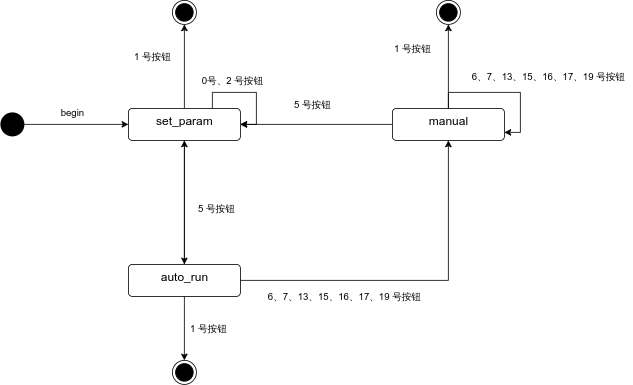 1 号按钮
1 号按钮
0号、2 号按钮
6、7、13、15、16、17、19 号按钮
5 号按钮
begin
set_param
manual
5 号按钮
auto_run
6、7、13、15、16、17、19 号按钮
1 号按钮